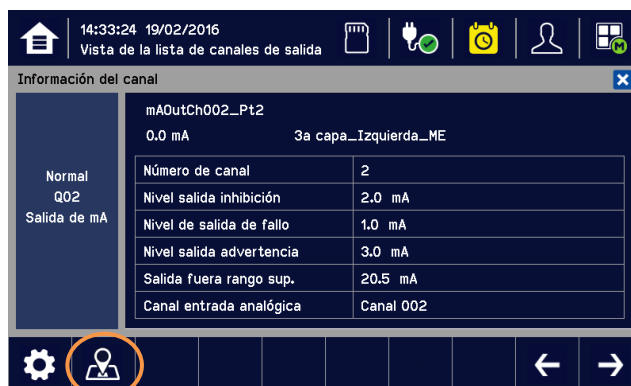 14:33:24 19/02/2016
Vista de la lista de canales de salida
M
Información del canal
mAOutCh002_Pt2
0.0 mA 3a capa_Izquierda_ME
Normal
Q02
Salida de mA
Número de canal 2
Nivel salida inhibición 2.0 mA
Nivel de salida de fallo 1.0 mA
Nivel salida advertencia 3.0 mA
Salida fuera rango sup. 20.5 mA
Canal entrada analógica Canal 002